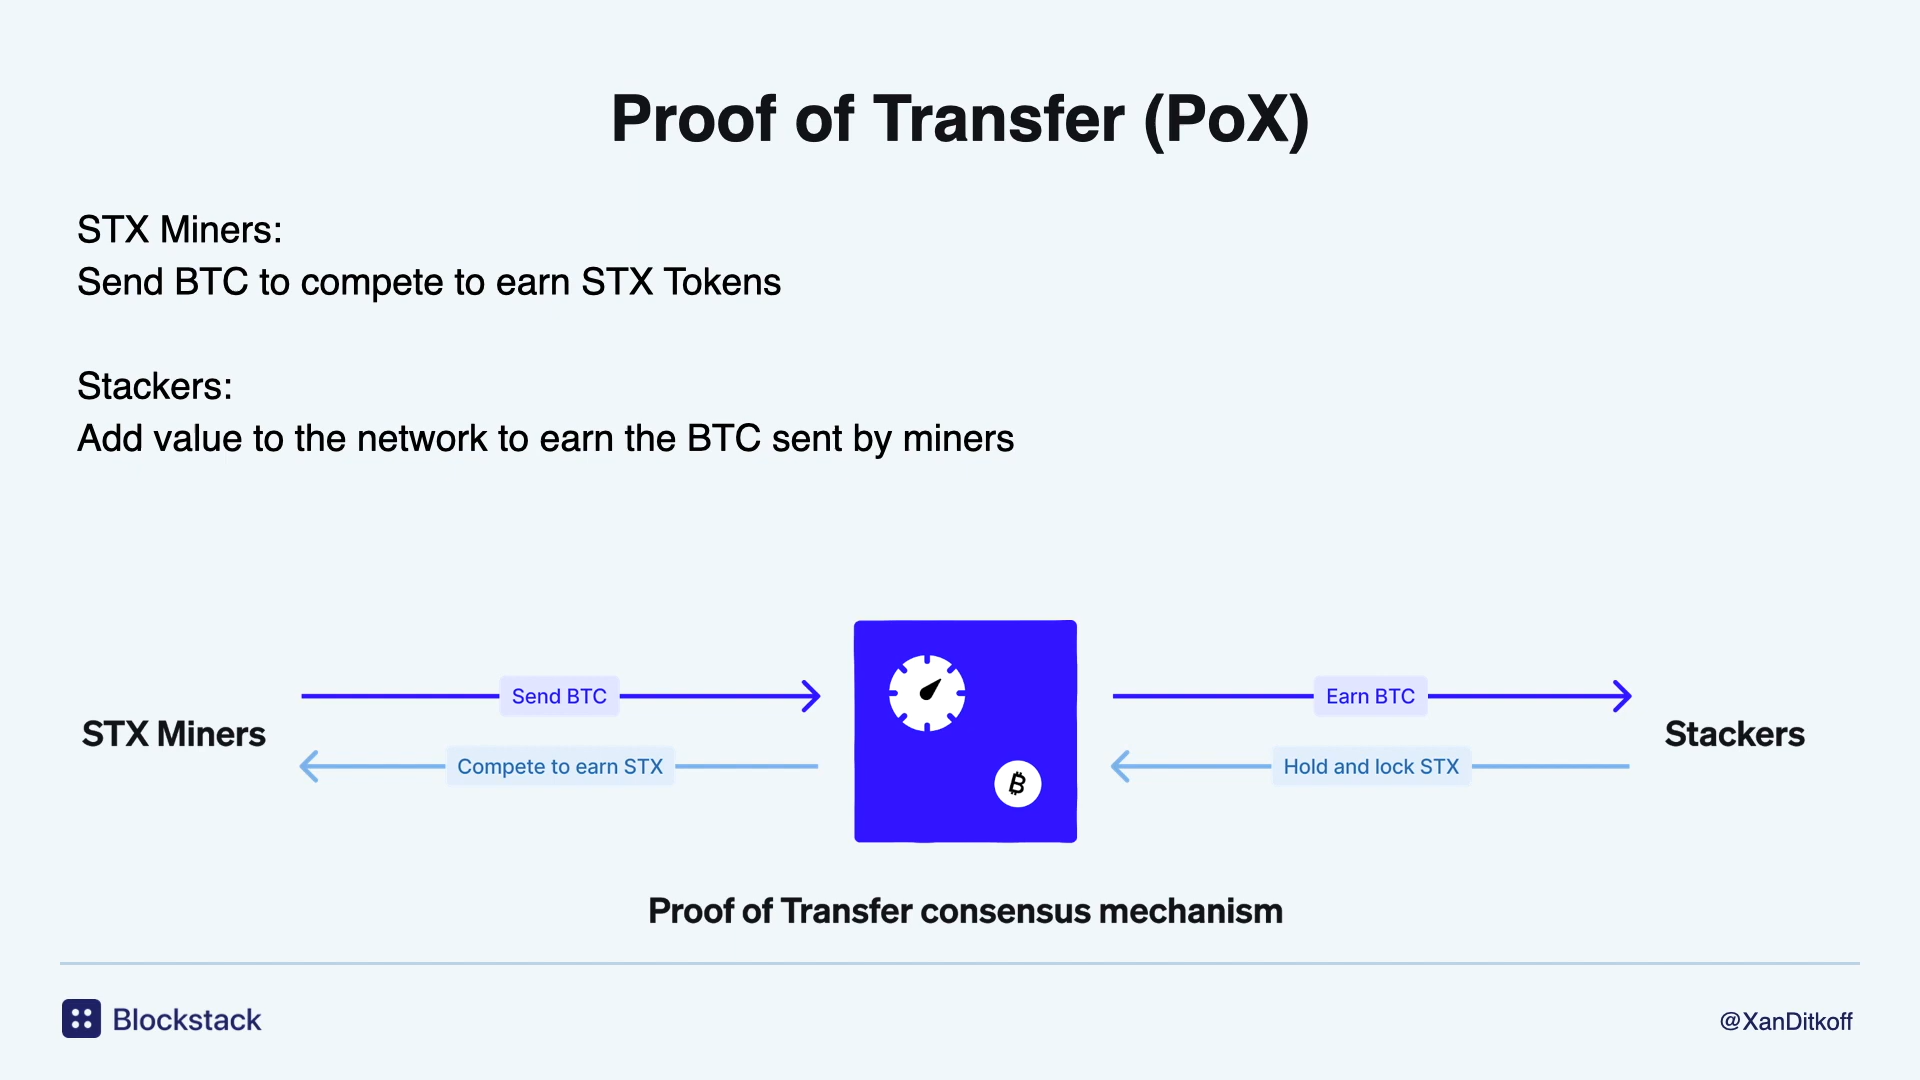 Proof of Transfer (PoX)
STX Miners:
Send BTC to compete to earn STX Tokens
Stackers:
Add value to the network to earn the BTC sent by miners
STX Miners
Send BTC
Compete to earn STX
Earn BTC
Hold and lock STX
Stackers
Proof of Transfer consensus mechanism
Blockstack
@XanDitkoff